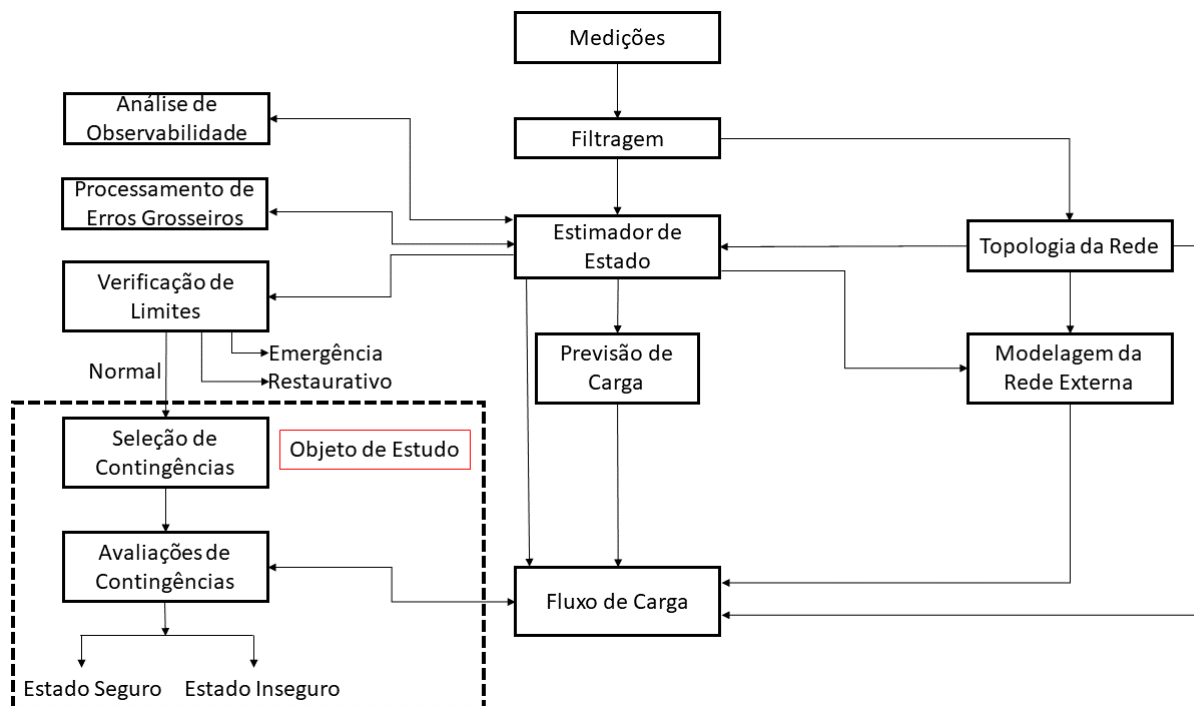 Medições
Análise de
Observabilidade
Filtragem
Processamento de
Erros Grosseiros
Estimador de
Estado
Topologia da Rede
Verificação de
Limites
Emergência
Restaurativo
Normal
Previsão de
Carga
Modelagem da
Rede Externa
Seleção de
Contingências
Objeto de Estudo
Avaliações de
Contingências
Fluxo de Carga
Estado Seguro
Estado Inseguro